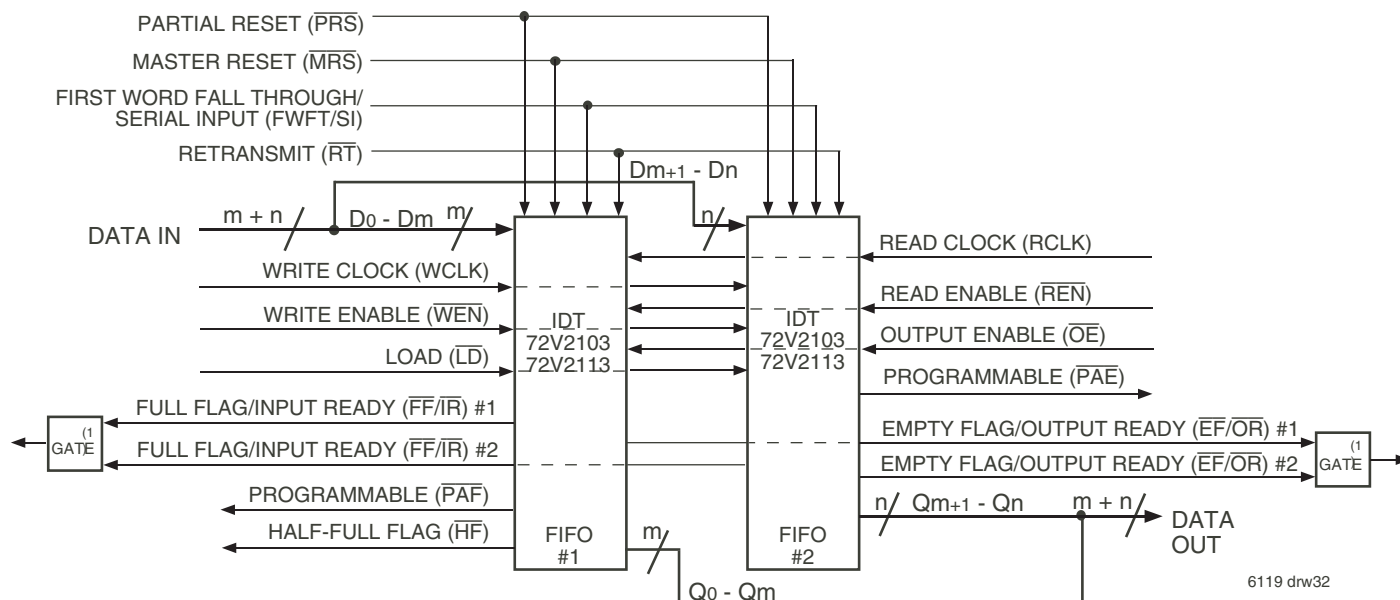 PARTIAL RESET (PRS)
MASTER RESET (MRS)
FIRST WORD FALL THROUGH/
SERIAL INPUT (FWFT/SI)
RETRANSMIT (RT)
Dm+1 - Dn
m + n
D0 - Dm
m
n
DATA IN
READ CLOCK (RCLK)
WRITE CLOCK (WCLK)
READ ENABLE (REN)
WRITE ENABLE (WEN)
IDT
72V2103
72V2113
IDT
72V2103
72V2113
OUTPUT ENABLE (OE)
LOAD (LD)
PROGRAMMABLE (PAE)
FULL FLAG/INPUT READY (FF/IR) #1
(1
GATE
FULL FLAG/INPUT READY (FF/IR) #2
EMPTY FLAG/OUTPUT READY (EF/OR) #1
EMPTY FLAG/OUTPUT READY (EF/OR) #2
(1
GATE
PROGRAMMABLE (PAF)
HALF-FULL FLAG (HF)
FIFO
#1
m
FIFO
#2
n
Qm+1 - Qn
m + n
DATA
OUT
Q0 - Qm
6119 drw32